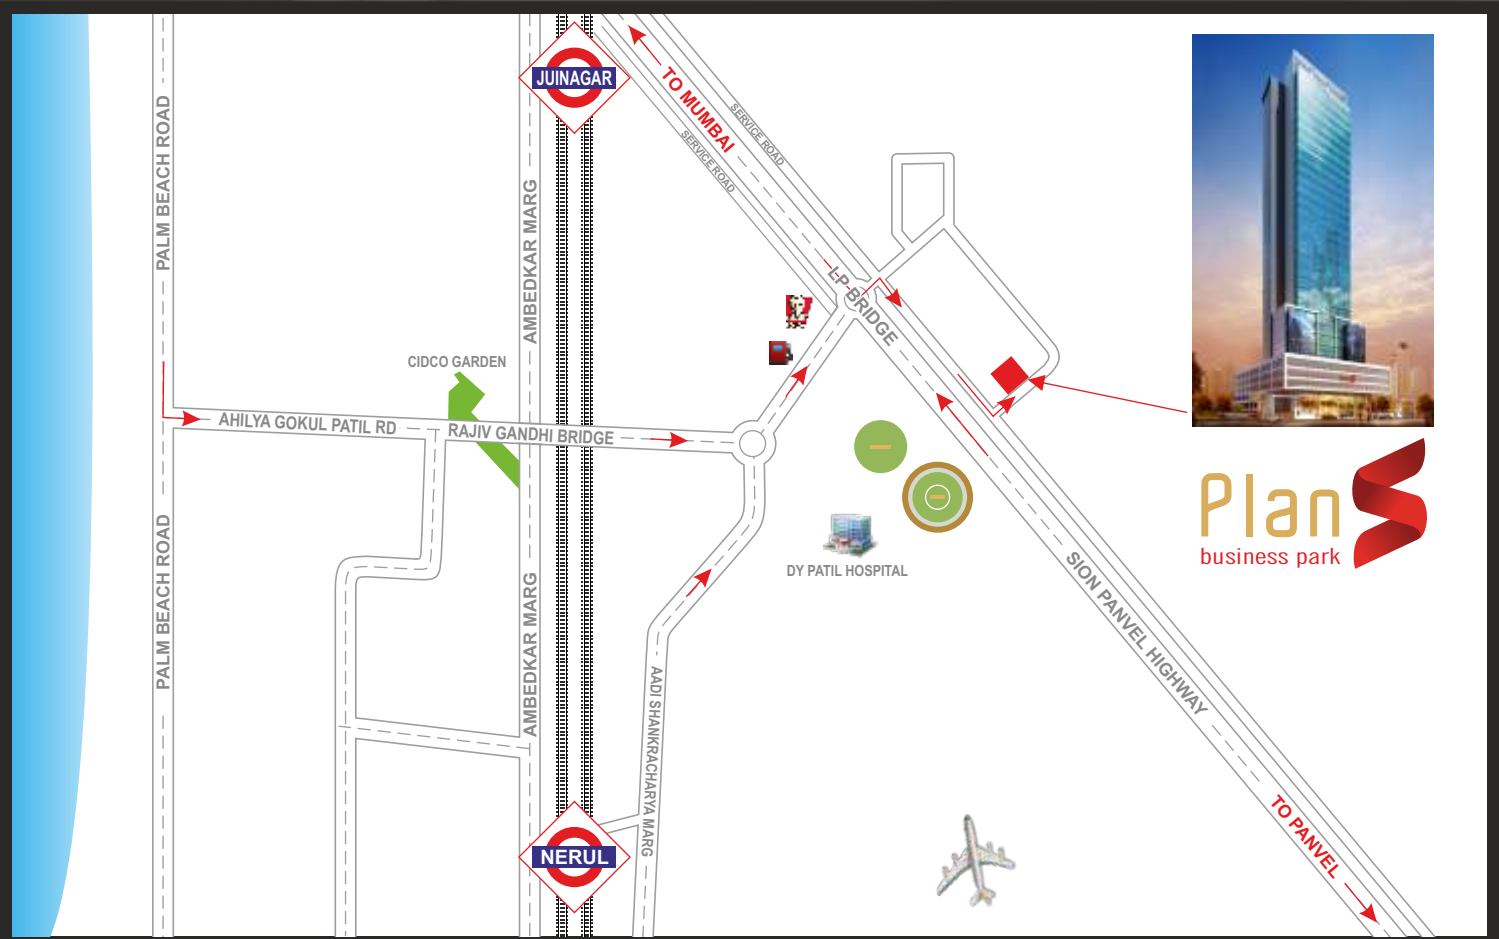 JUINAGAR
TO MUMBAI
SERVICE ROAD
SERVICE ROAD
PALM BEACH ROAD
AMBEDKAR MARG
LP BRIDGE
CIDCO GARDEN
AHILYA GOKUL PATIL RD
RAJIV GANDHI BRIDGE
Plan S
business park
DY PATIL HOSPITAL
PALM BEACH ROAD
AMBEDKAR MARG
SION PANVEL HIGHWAY
AADI SHANKRACHARYA MARG
TO PANVEL
NERUL